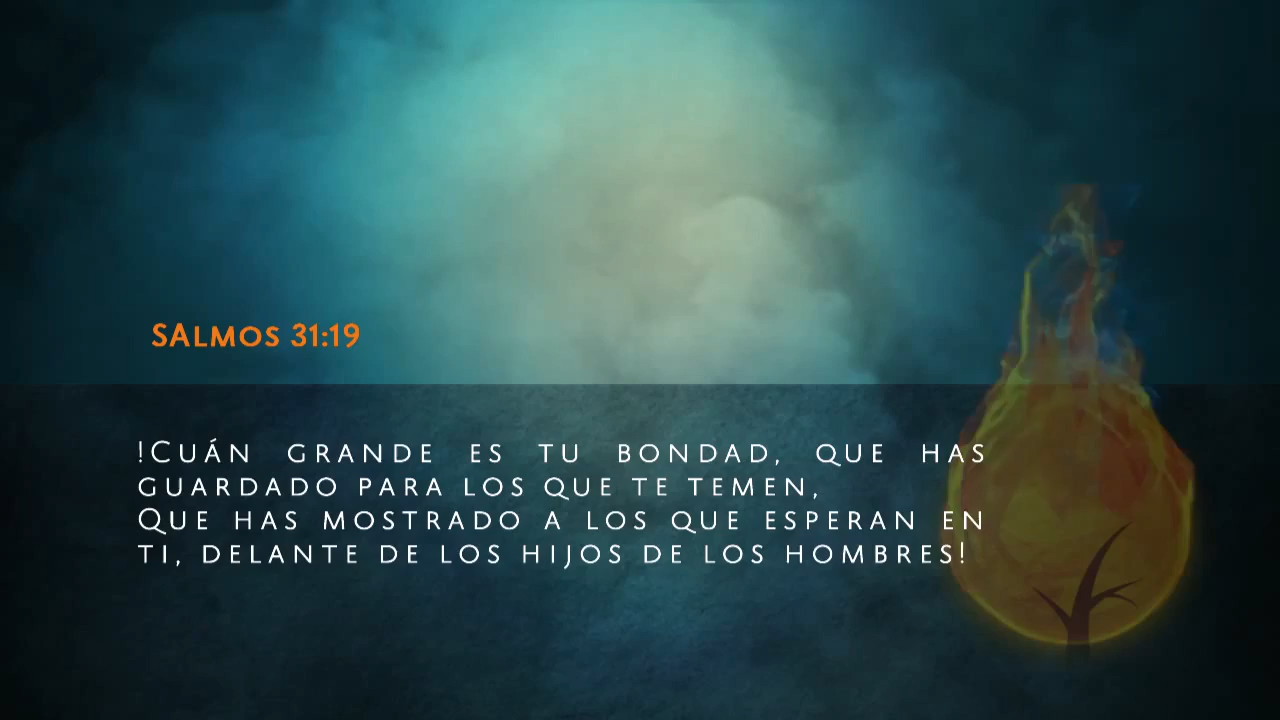 SALMOS 31:19
!CUÁN GRANDE ES TU BONDAD, QUE HAS
GUARDADO PARA LOS QUE TE TEMEN,
QUE HAS MOSTRADO A LOS QUE ESPERAN EN
TI, DELANTE DE LOS HIJOS DE LOS HOMBRES!